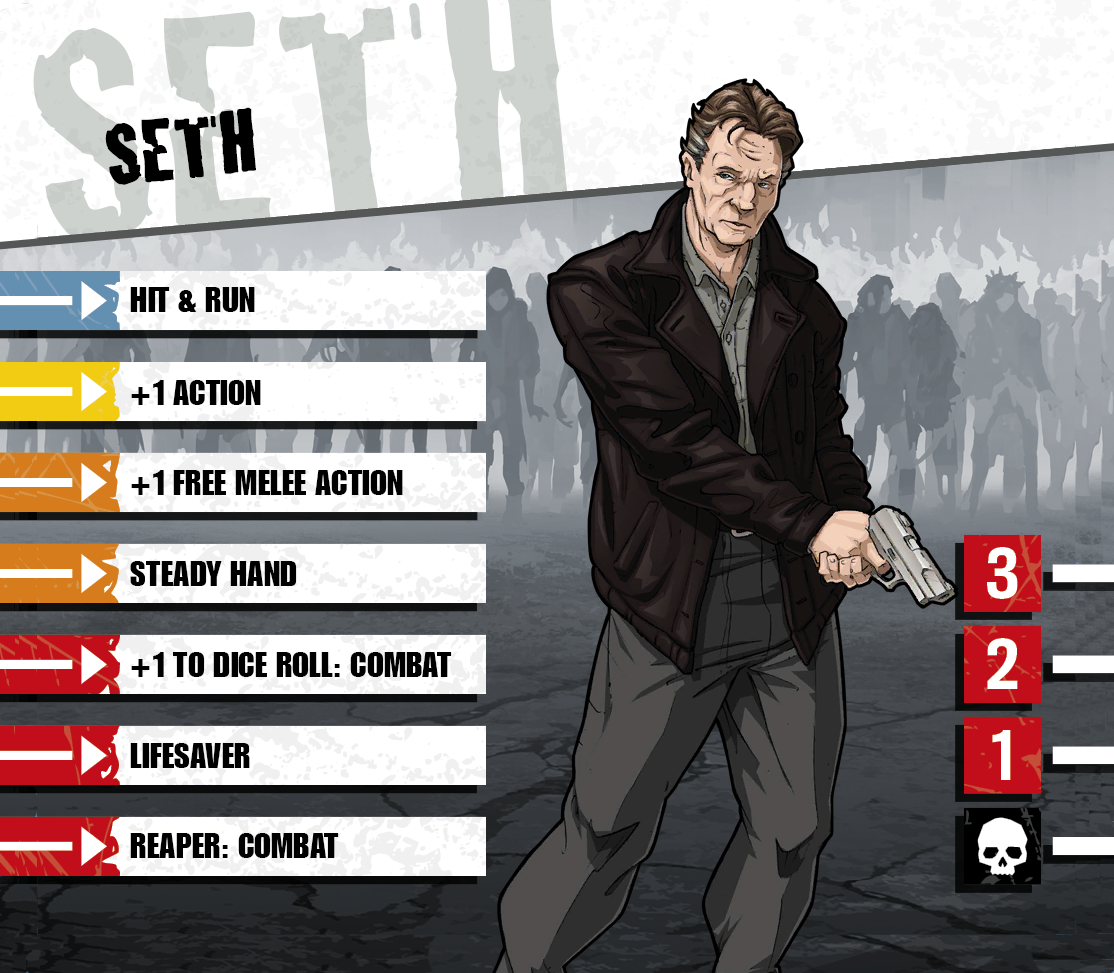 SETH
SETH
HIT & RUN
+1 ACTION
+1 FREE MELEE ACTION
STEADY HAND
+1 TO DICE ROLL: COMBAT
LIFESAVER
REAPER: COMBAT
3
2
1